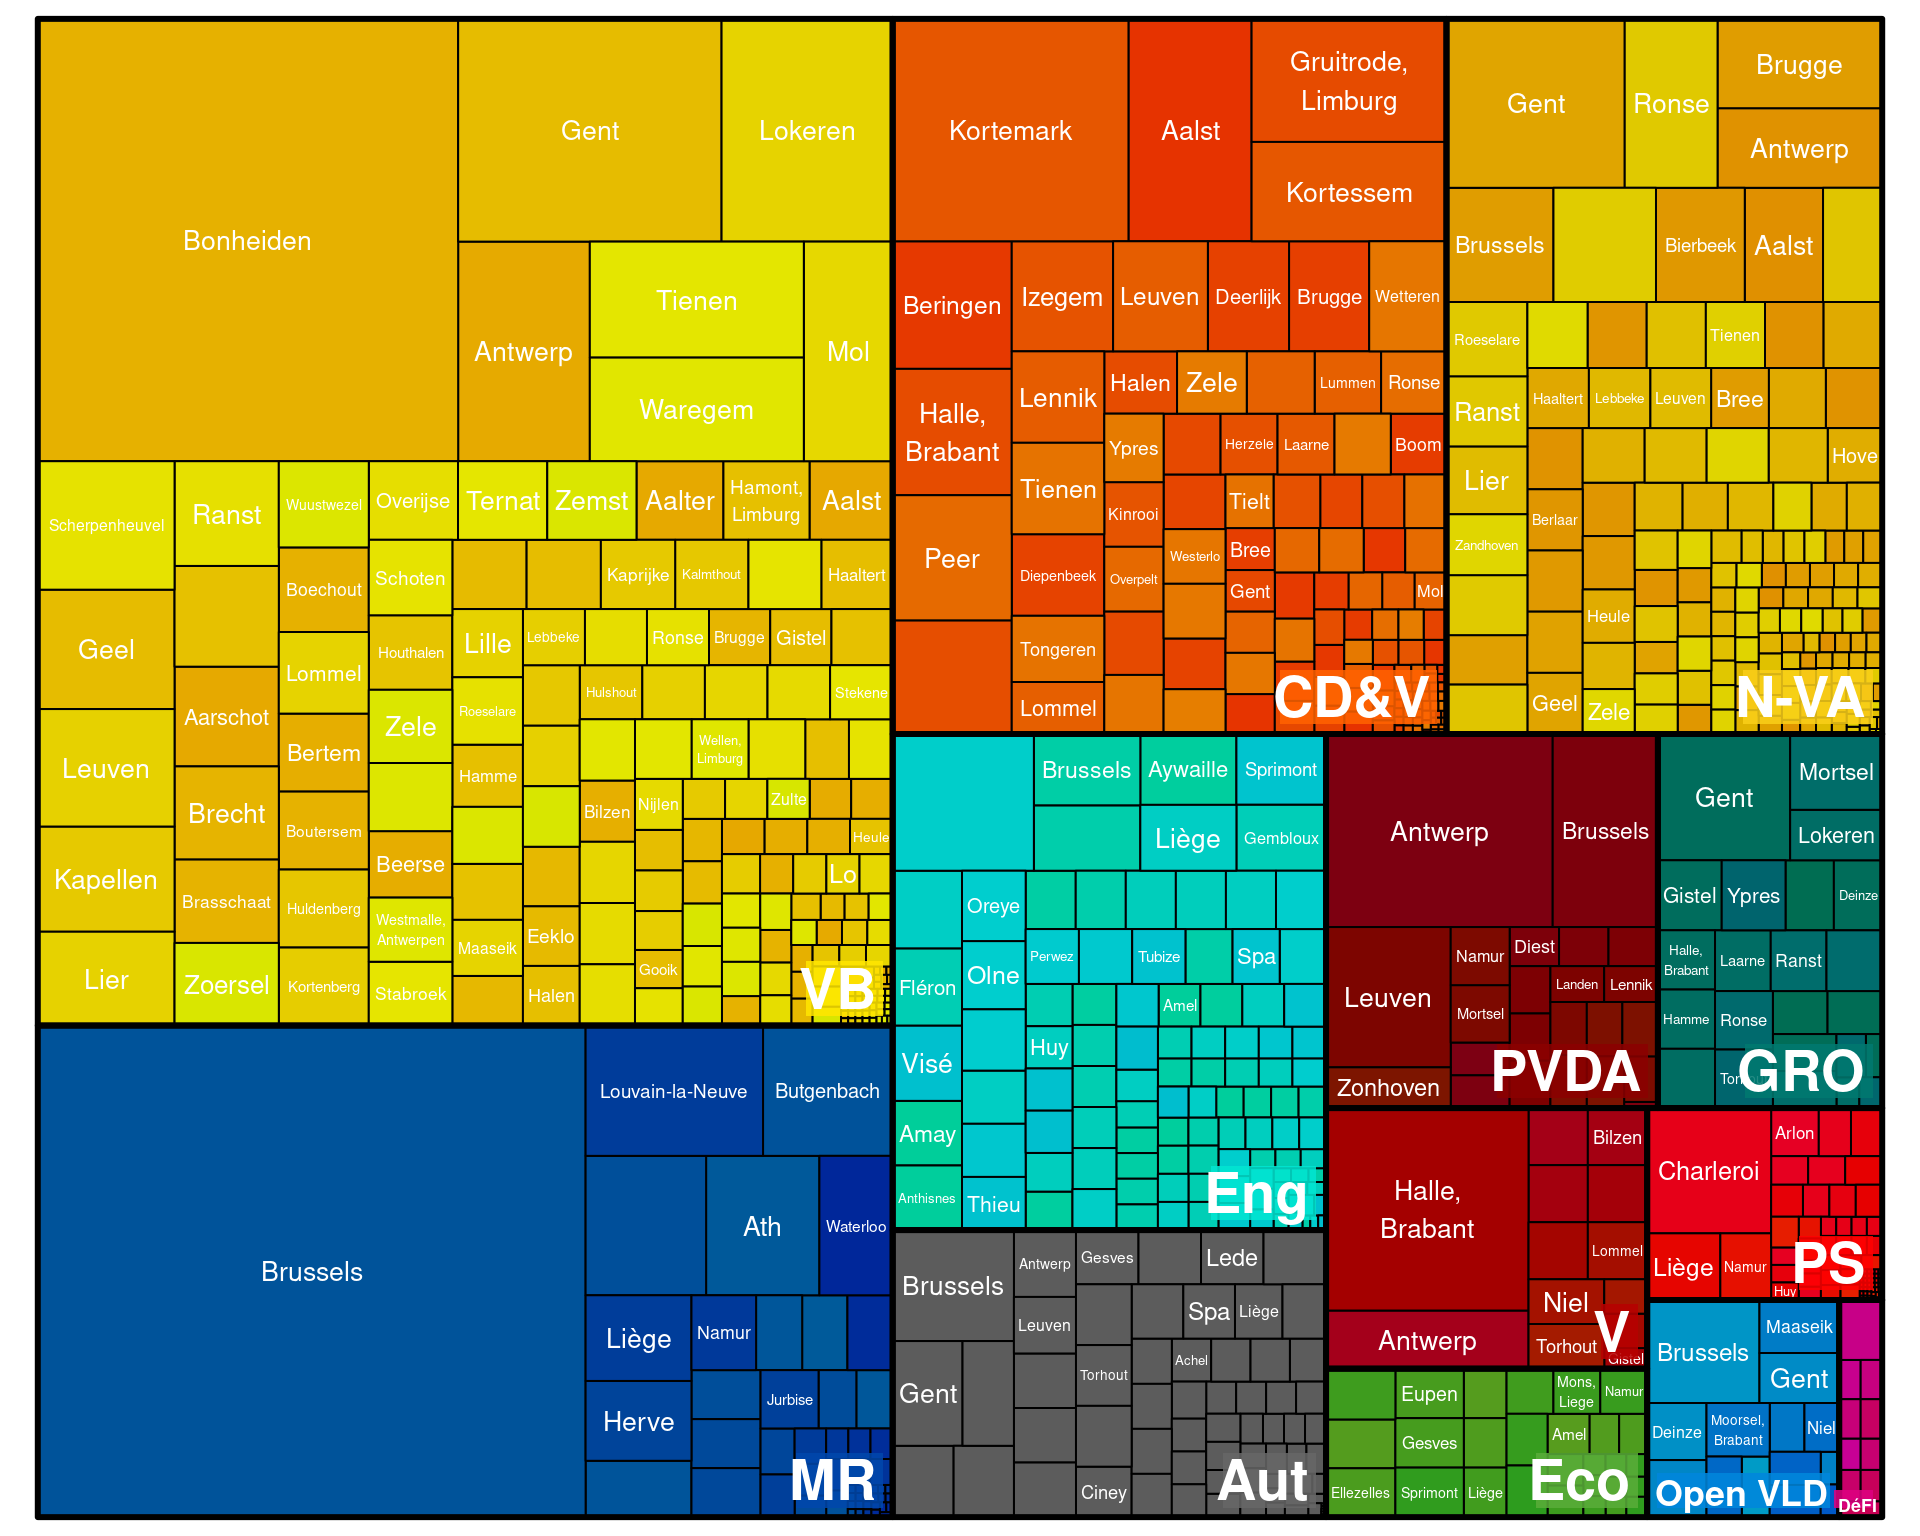 Bonheiden
Gent
Lokeren
Antwerp
Tienen
Waregem
Mol
Scherpenheuvel
Geel
Leuven
Kapellen
Lier
Ranst
Aarschot
Brecht
Brasschaat
Zoersel
Wuustwezel
Boechout
Lommel
Bertem
Boutersem
Huldenberg
Kortenberg
Overijse
Ternat
Zemst
Aalter
Hamont,
Limburg
Aalst
Schoten
Houthalen
Zele
Beerse
Westmalle,
Antwerpen
Stabroek
Kaprijke
Kalmthout
Haaltert
Lille
Roeselare
Hamme
Maaseik
Lebbeke
Ronse
Brugge
Gistel
Hulshout
Stekene
Wellen,
Limburg
Eeklo
Halen
Bilzen
Nijlen
Gooik
Zulte
Heule
Lo
VB
Kortemark
Aalst
Gruitrode,
Limburg
Kortessem
Beringen
Halle,
Brabant
Peer
Izegem
Leuven
Deerlijk
Brugge
Wetteren
Lennik
Tienen
Diepenbeek
Tongeren
Lommel
Halen
Zele
Lummen
Ronse
Ypres
Kinrooi
Overpelt
Herzele
Laarne
Boom
Tielt
Westerlo
Bree
Gent
Mol
CD&V
Gent
Ronse
Brugge
Antwerp
Brussels
Bierbeek
Aalst
Roeselare
Ranst
Lier
Zandhoven
Tienen
Haaltert
Lebbeke
Leuven
Bree
Hove
Berlaar
Geel
Heule
Zele
N-VA
Brussels
Louvain-la-Neuve
Butgenbach
Ath
Waterloo
Liège
Herve
Namur
Jurbise
MR
Brussels
Aywaille
Sprimont
Liège
Gembloux
Fléron
Visé
Amay
Anthisnes
Oreye
Olne
Thieu
Perwez
Tubize
Spa
Huy
Amel
Eng
Brussels
Gent
Antwerp
Leuven
Gesves
Lede
Spa
Liège
Torhout
Achel
Ciney
Aut
Antwerp
Brussels
Leuven
Zonhoven
Namur
Mortsel
Diest
Landen
Lennik
PVDA
Gent
Mortsel
Lokeren
Gistel
Ypres
Deinze
Halle,
Brabant
Hamme
Laarne
Ranst
Ronse
GRO
Halle,
Brabant
Antwerp
Bilzen
Lommel
Niel
Torhout
Gistel
V
Charleroi
Liège
Namur
Arlon
Huy
PS
Eupen
Gesves
Ellezelles
Sprimont
Liège
Mons,
Liege
Namur
Amel
Eco
Brussels
Maaseik
Gent
Deinze
Moorsel,
Brabant
Niel
Open VLD
DéFI